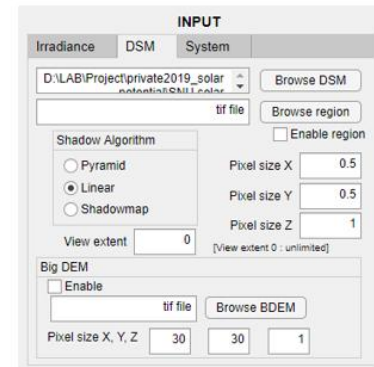 INPUT
Irradiance DSM System
D:\LAB\Project\private2019_solar
potential\SNU solar
Browse DSM
tif file Browse region
Enable region
Shadow Algorithm
Pyramid
Linear
Shadowmap
Pixel size X 0.5
Pixel size Y 0.5
Pixel size Z 1
View extent 0 [View extent 0 : unlimited]
Big DEM
Enable
tif file Browse BDEM
Pixel size X, Y, Z 30 30 1